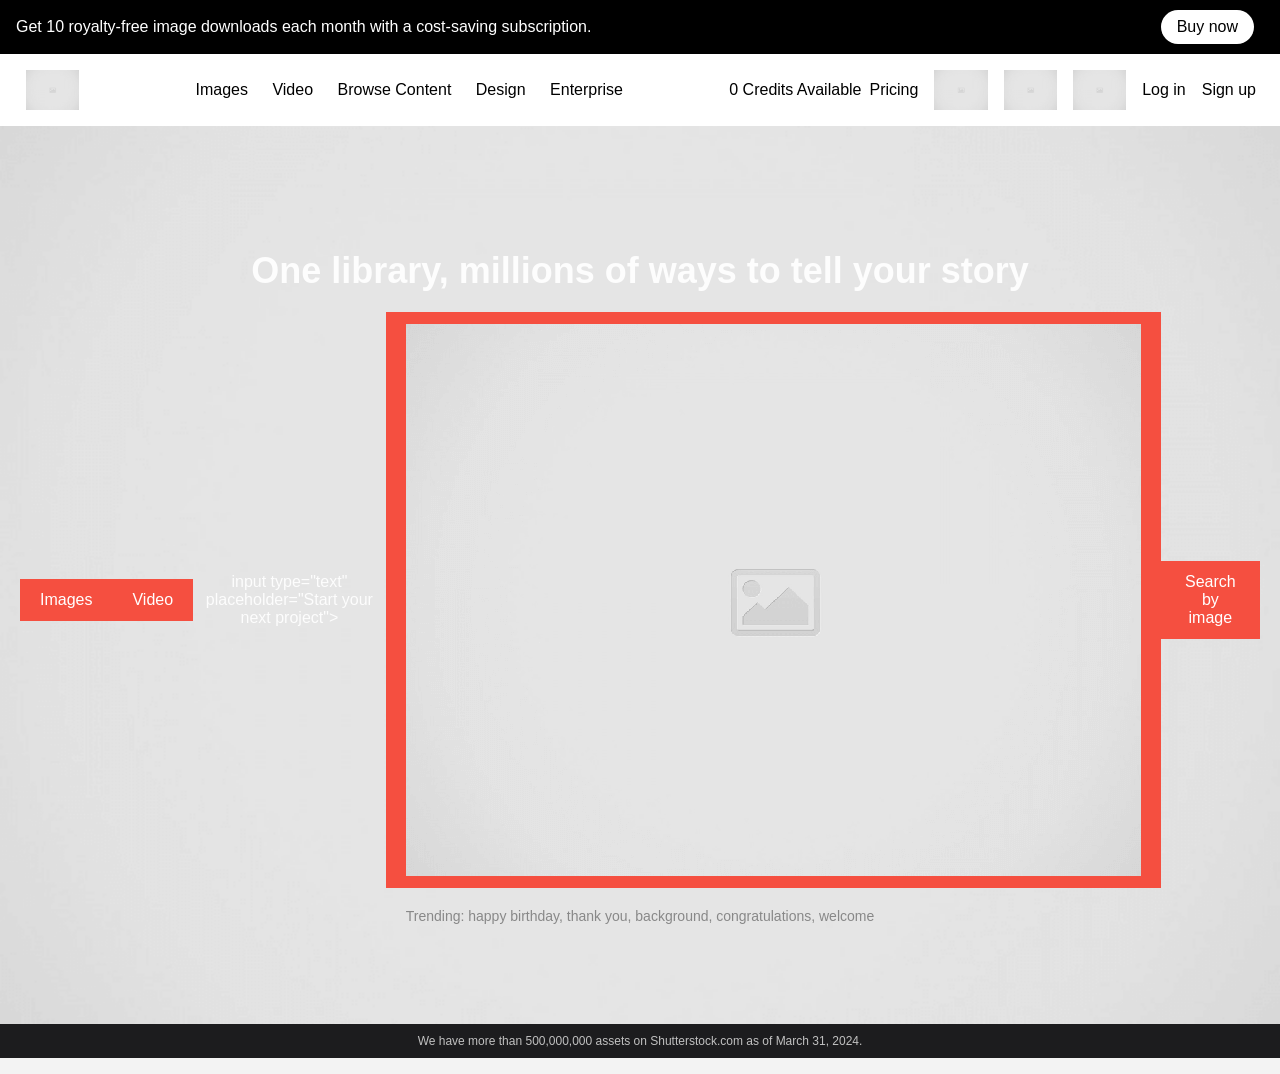 Get 10 royalty-free image downloads each month with a cost-saving subscription.
Buy now
Images
Video
Browse Content
Design
Enterprise
0 Credits Available
Pricing
Log in
Sign up
One library, millions of ways to tell your story
Images
Video
input type="text"
placeholder="Start your
next project">
Search
by
image
Trending: happy birthday, thank you, background, congratulations, welcome
We have more than 500,000,000 assets on Shutterstock.com as of March 31, 2024.